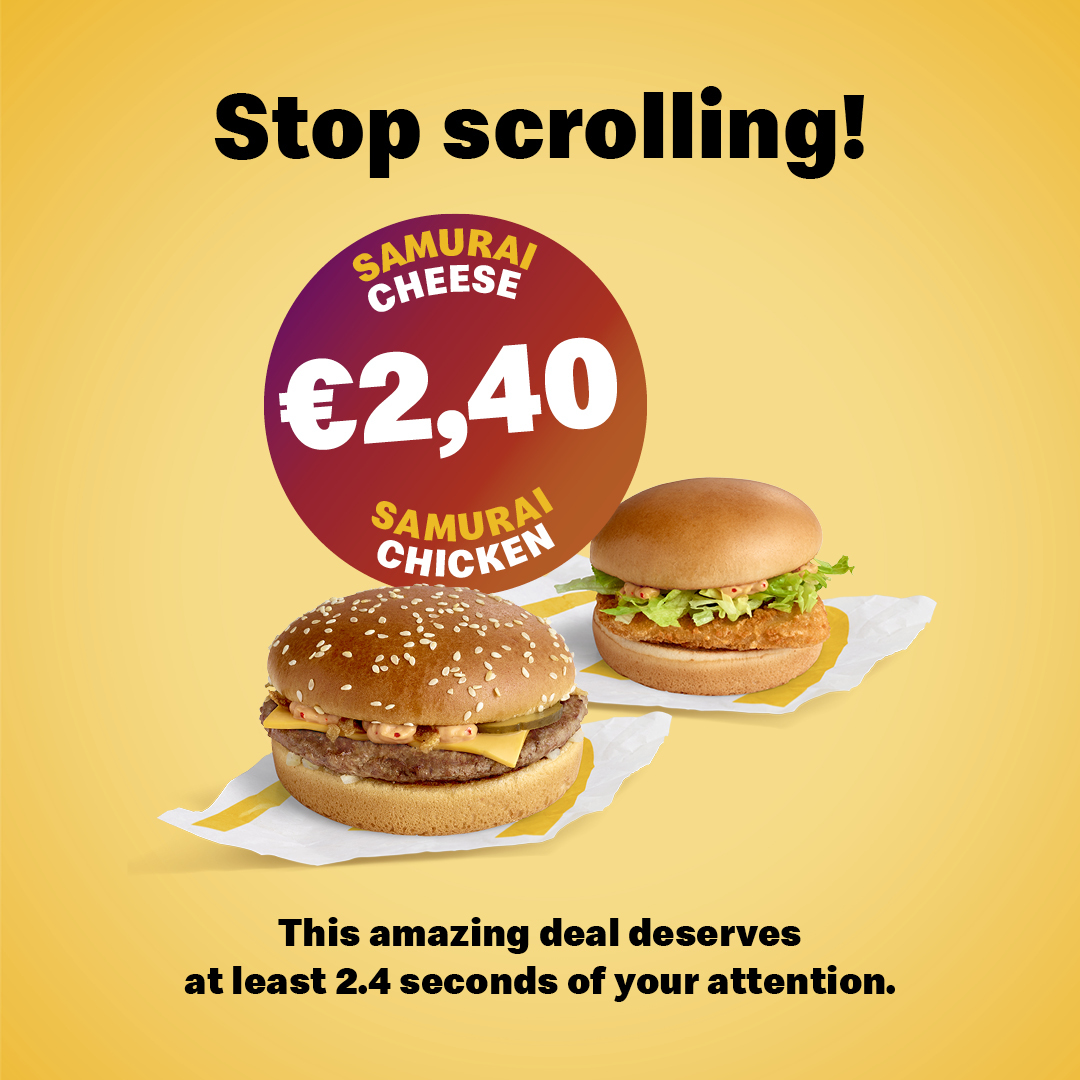 Stop scrolling!
SAMURAI
CHEESE
€2,40
SAMURAI
CHICKEN
This amazing deal deserves
at least 2.4 seconds of your attention.